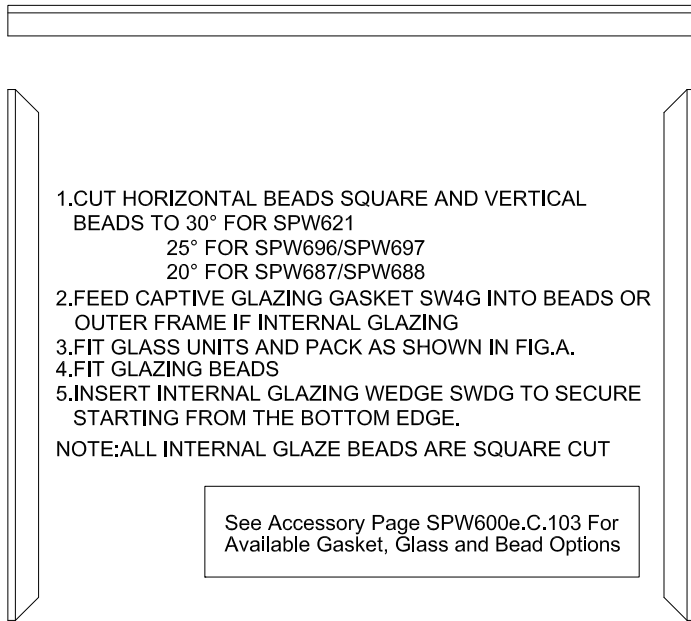 1.CUT HORIZONTAL BEADS SQUARE AND VERTICAL
BEADS TO 30° FOR SPW621
25° FOR SPW696/SPW697
20° FOR SPW687/SPW688
2.FEED CAPTIVE GLAZING GASKET SW4G INTO BEADS OR
OUTER FRAME IF INTERNAL GLAZING
3.FIT GLASS UNITS AND PACK AS SHOWN IN FIG.A.
4.FIT GLAZING BEADS
5.INSERT INTERNAL GLAZING WEDGE SWDG TO SECURE
STARTING FROM THE BOTTOM EDGE.
NOTE:ALL INTERNAL GLAZE BEADS ARE SQUARE CUT
See Accessory Page SPW600e.C.103 For
Available Gasket, Glass and Bead Options